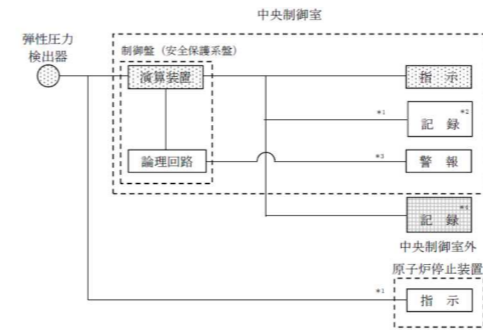 中央制御室
弾性圧力
検出器
制御盤（安全保護系盤）
演算装置
指 示
*1
記 録 *2
論理回路
*3
警 報
記 録 *4
中央制御室外
原子炉停止装置
*1
指 示